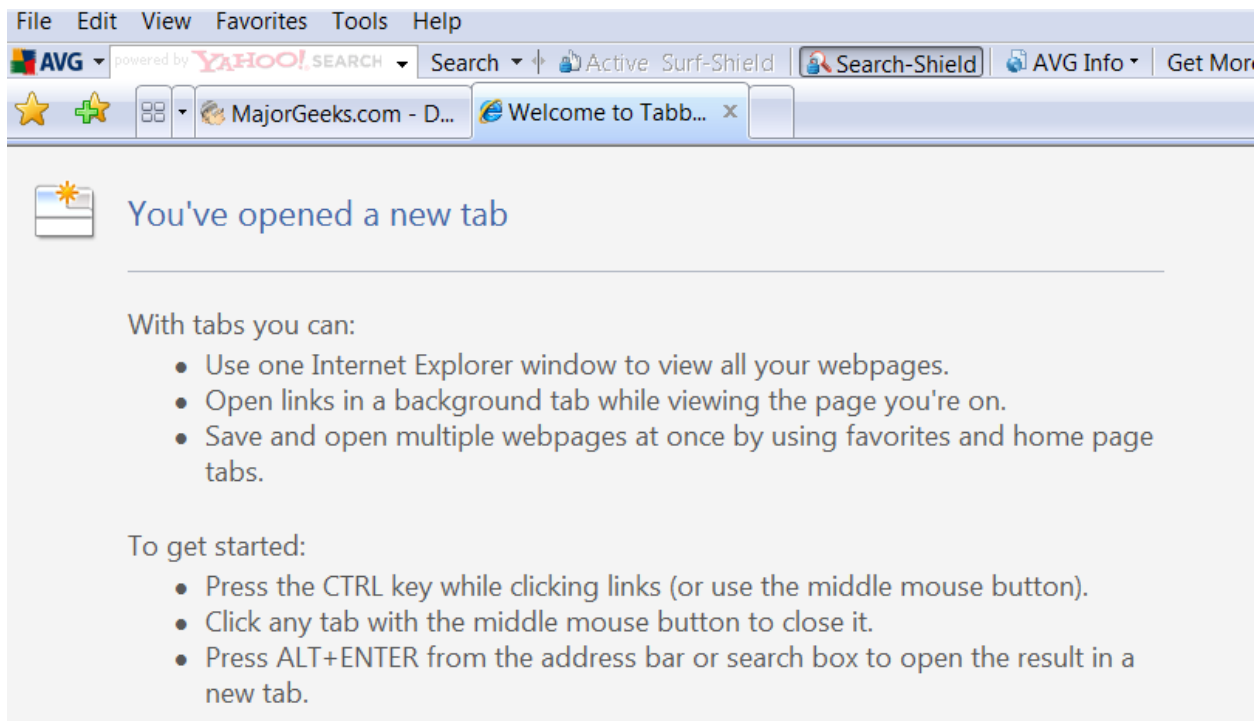 File Edit View Favorites Tools Help
AVG powered by YAHOO! SEARCH Search Active Surf-Shield Search-Shield AVG Info Get More
MajorGeeks.com - D... Welcome to Tabb... x
You've opened a new tab
With tabs you can:
• Use one Internet Explorer window to view all your webpages.
• Open links in a background tab while viewing the page you're on.
• Save and open multiple webpages at once by using favorites and home page
tabs.
To get started:
• Press the CTRL key while clicking links (or use the middle mouse button).
• Click any tab with the middle mouse button to close it.
• Press ALT+ENTER from the address bar or search box to open the result in a
new tab.